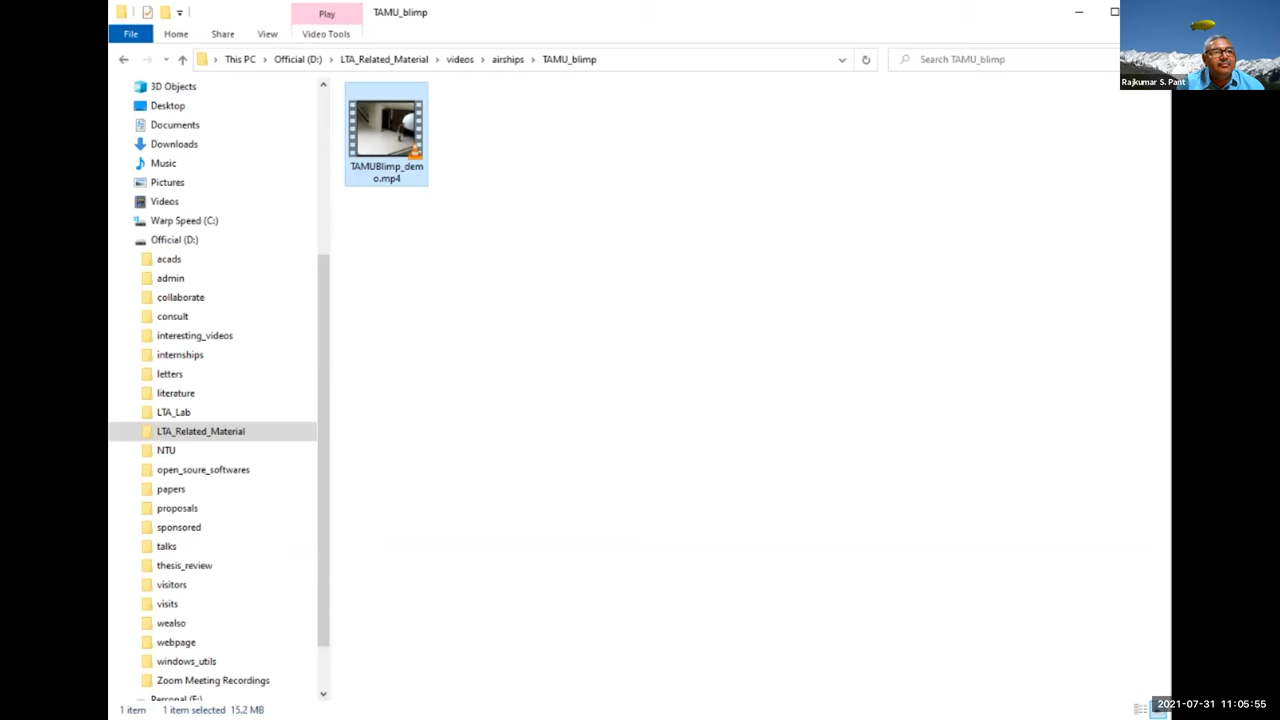 Play
TAMU_blimp
File
Home
Share
View
Video Tools
This PC
Official (D:)
LTA_Related_Material
videos
airships
TAMU_blimp
Search TAMU_blimp
Rajkumar S. Pant
3D Objects
Desktop
Documents
Downloads
Music
Pictures
Videos
Warp Speed (C:)
Official (D:)
acads
admin
collaborate
consult
interesting_videos
internships
letters
literature
LTA_Lab
LTA_Related_Material
NTU
open_soure_softwares
papers
proposals
sponsored
talks
thesis_review
visitors
visits
wealso
webpage
windows_utils
Zoom Meeting Recordings
Personal (E:)
TAMUBlimp_dem
o.mp4
1 item
1 item selected 15.2 MB
2021-07-31 11:05:55